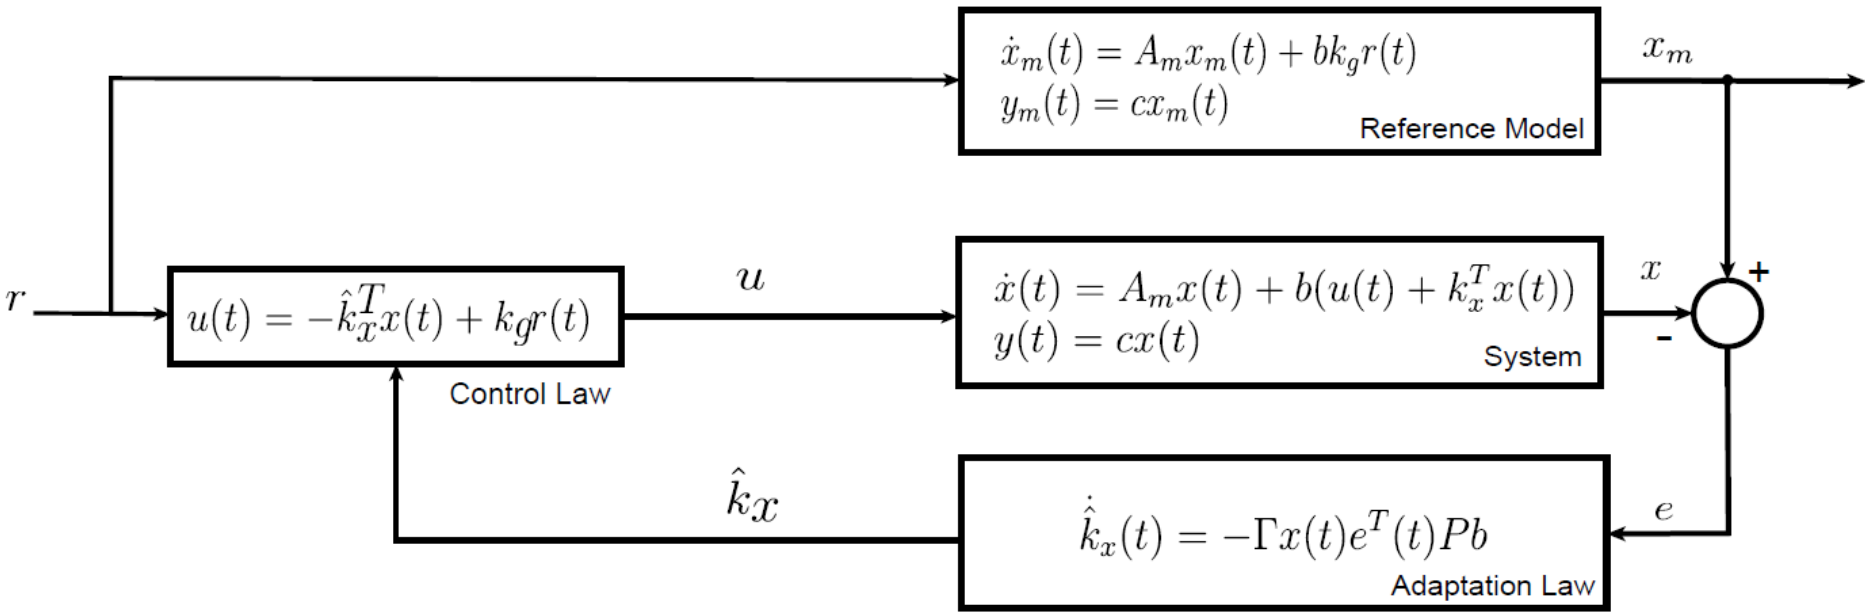 ẋ_m(t) = A_m x_m(t) + bk_g r(t)
y_m(t) = cx_m(t)
Reference Model
x_m
r
u(t) = -k̂_x^T x(t) + k_g r(t)
Control Law
u
ẋ(t) = A_m x(t) + b(u(t) + k_x^T x(t))
y(t) = cx(t)
System
x
+
-
k̂_x
k̂̇_x(t) = -Γx(t)e^T(t)Pb
Adaptation Law
e